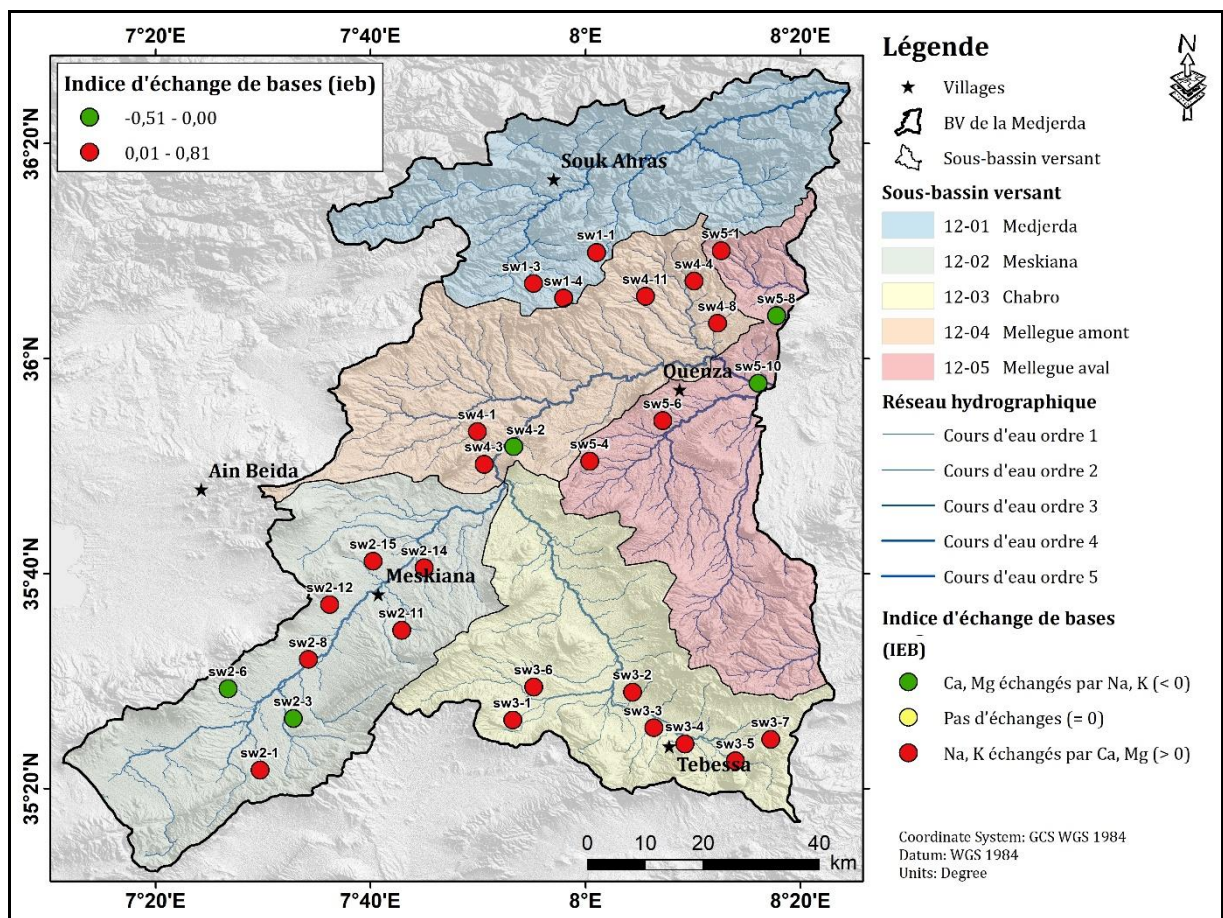 7°20'E
7°40'E
8°0'E
8°20'E
36°20'N
36°0'N
35°40'N
35°20'N
Indice d'échange de bases (ieb)
-0,51 - 0,00
0,01 - 0,81
Souk Ahras
sw1-1
sw5-1
sw1-3
sw1-4
sw4-11
sw4-4
sw5-8
sw4-8
Quenza
sw5-10
sw5-6
sw4-1
sw4-2
sw4-3
sw5-4
Ain Beida
sw2-15
sw2-14
Meskiana
sw2-12
sw2-11
sw2-8
sw2-6
sw2-3
sw2-1
sw3-6
sw3-1
sw3-2
sw3-3
sw3-4
sw3-5
sw3-7
Tebessa
0 10 20 40
km
Légende
N
Villages
BV de la Medjerda
Sous-bassin versant
Sous-bassin versant
12-01 Medjerda
12-02 Meskiana
12-03 Chabro
12-04 Mellegue amont
12-05 Mellegue aval
Réseau hydrographique
Cours d'eau ordre 1
Cours d'eau ordre 2
Cours d'eau ordre 3
Cours d'eau ordre 4
Cours d'eau ordre 5
Indice d'échange de bases
(IEB)
Ca, Mg échangés par Na, K (< 0)
Pas d'échanges (= 0)
Na, K échangés par Ca, Mg (> 0)
Coordinate System: GCS WGS 1984
Datum: WGS 1984
Units: Degree